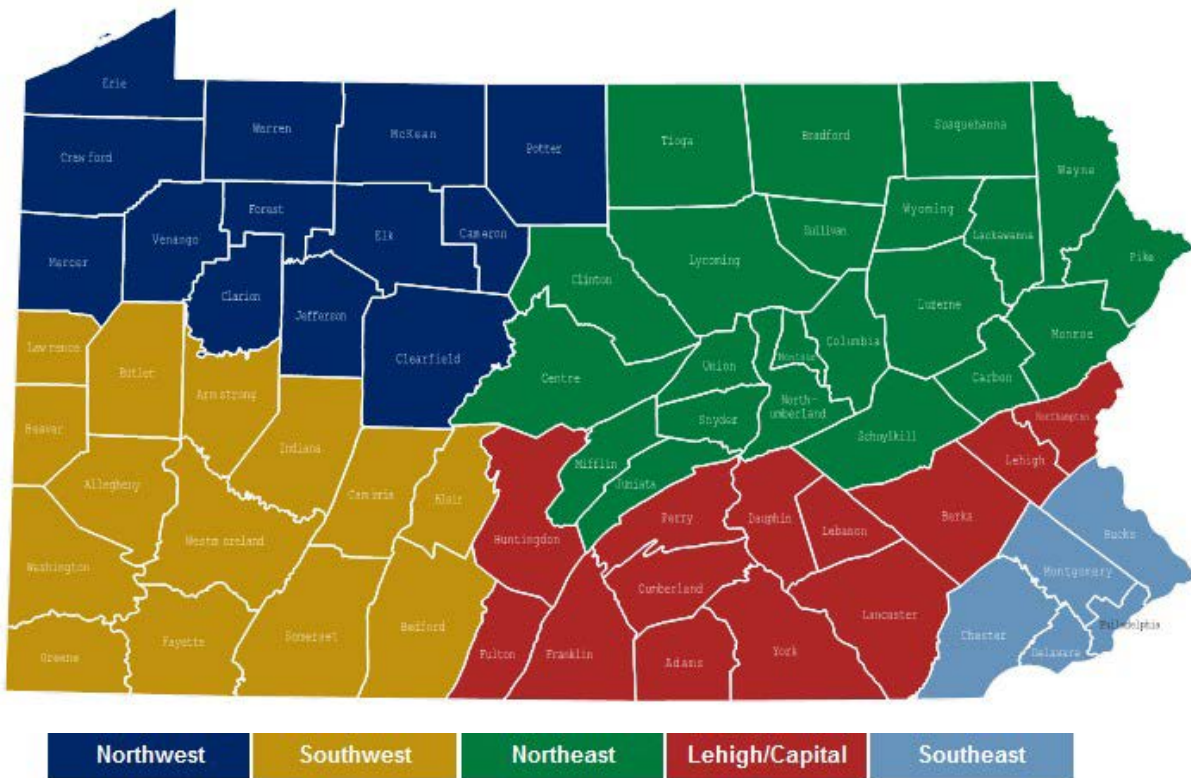 Erie
Warren
McKean
Potter
Tioga
Bradford
Susquehanna
Wayne
Crawford
Forest
Elk
Cameron
Venango
Mercer
Clarion
Jefferson
Clearfield
Clinton
Lycoming
Sullivan
Wyoming
Lackawanna
Pike
Luzerne
Monroe
Columbia
Montour
Union
Centre
Carbon
North-
umberland
Snyder
Schuylkill
Northampton
Lehigh
Lawrence
Butler
Armstrong
Beaver
Indiana
Allegheny
Cambria
Blair
Mifflin
Juniata
Huntingdon
Perry
Dauphin
Lebanon
Berks
Bucks
Westmoreland
Washington
Cumberland
Lancaster
Montgomery
Philadelphia
Greene
Fayette
Somerset
Bedford
Fulton
Franklin
Adams
York
Chester
Delaware
Northwest
Southwest
Northeast
Lehigh/Capital
Southeast